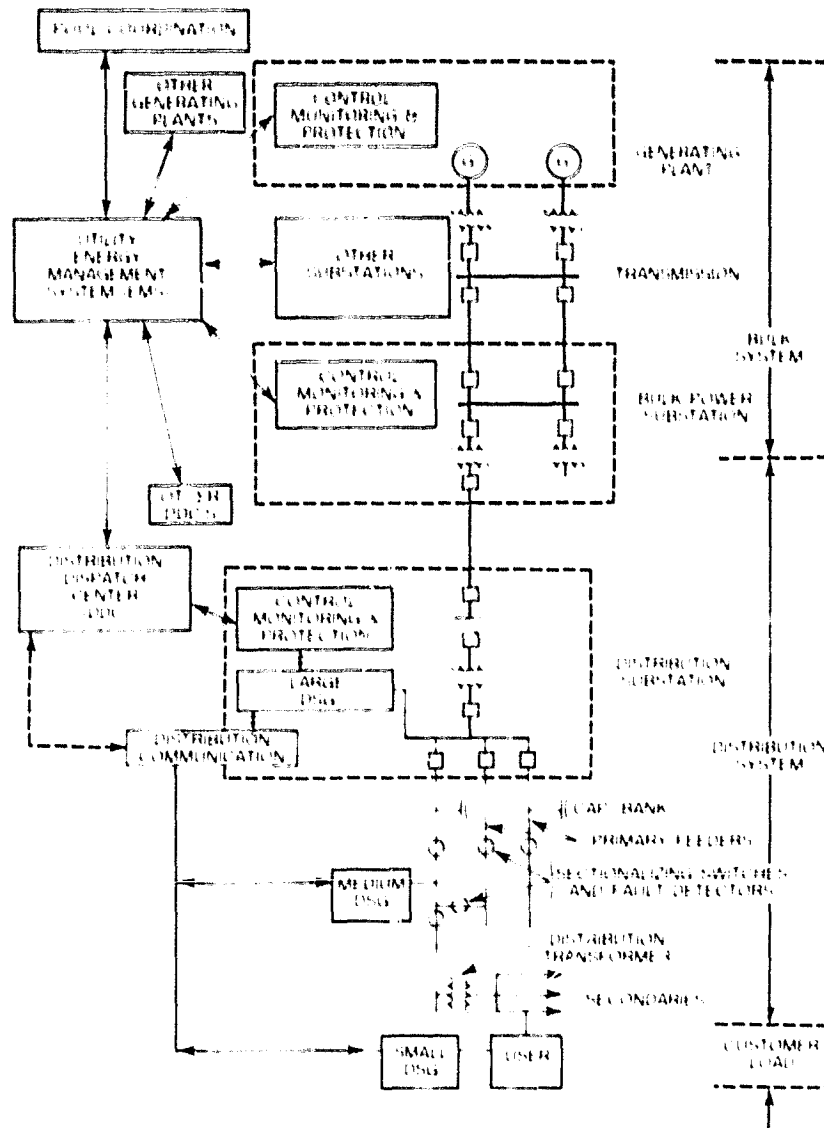 POOL COORDINATION
OTHER
GENERATING
PLANTS
CONTROL
MONITORING &
PROTECTION
G
G
GENERATING
PLANT
UTILITY
ENERGY
MANAGEMENT
SYSTEM (EMS)
OTHER
SUBSTATIONS
TRANSMISSION
BULK
SYSTEM
CONTROL
MONITORING &
PROTECTION
BULK POWER
SUBSTATION
OTHER
DDCS
DISTRIBUTION
DISPATCH
CENTER
(DDC)
CONTROL
MONITORING &
PROTECTION
LARGE
DSG
DISTRIBUTION
SUBSTATION
DISTRIBUTION
COMMUNICATION
DISTRIBUTION
SYSTEM
CAP. BANK
PRIMARY FEEDERS
SECTIONALIZING SWITCHES
AND FAULT DETECTORS
MEDIUM
DSG
DISTRIBUTION
TRANSFORMER
SECONDARIES
SMALL
DSG
USER
CUSTOMER
LOAD